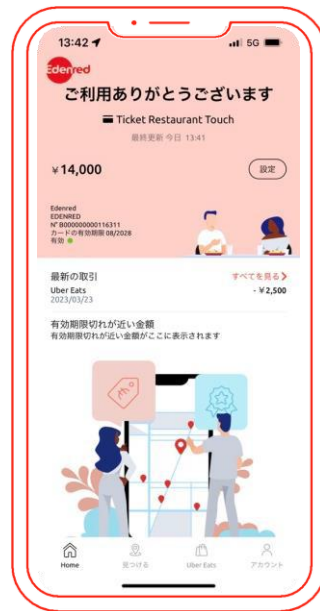 13:42
5G
Edenred
ご利用ありがとうございます
Ticket Restaurant Touch
最終更新 今日 13:41
¥14,000
設定
Edenred
EDENRED
N° B000000000116311
カードの有効期限 08/2028
有効
最新の取引
すべてを見る
Uber Eats
- ¥2,500
2023/03/23
有効期限切れが近い金額
有効期限切れが近い金額がここに表示されます
Home
見つける
Uber Eats
アカウント